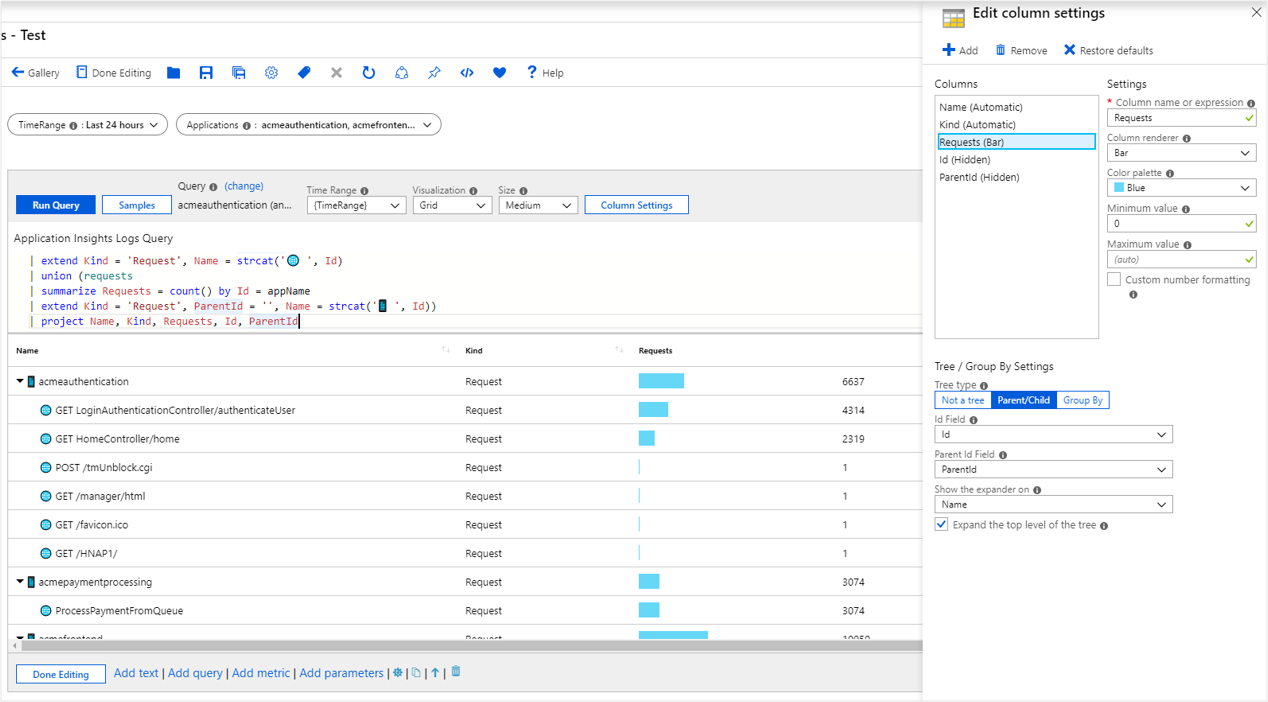 s - Test
Gallery Done Editing Help
TimeRange : Last 24 hours Applications : acmeauthentication, acmefronten...
Query (change)
Run Query Samples acmeauthentication (an...
Time Range Visualization Size
{TimeRange} Grid Medium Column Settings
Application Insights Logs Query
| extend Kind = 'Request', Name = strcat('🌐 ', Id)
| union (requests
| summarize Requests = count() by Id = appName
| extend Kind = 'Request', ParentId = '', Name = strcat('📱 ', Id))
| project Name, Kind, Requests, Id, ParentId
Name Kind Requests
acmeauthentication Request 6637
GET LoginAuthenticationController/authenticateUser Request 4314
GET HomeController/home Request 2319
POST /tmUnblock.cgi Request 1
GET /manager/html Request 1
GET /favicon.ico Request 1
GET /HNAP1/ Request 1
acmepaymentprocessing Request 3074
ProcessPaymentFromQueue Request 3074
acmefrontend Request
Done Editing Add text | Add query | Add metric | Add parameters | | |
Edit column settings
Add Remove Restore defaults
Columns
Name (Automatic)
Kind (Automatic)
Requests (Bar)
Id (Hidden)
ParentId (Hidden)
Settings
* Column name or expression
Requests
Column renderer
Bar
Color palette
Blue
Minimum value
0
Maximum value
(auto)
Custom number formatting
Tree / Group By Settings
Tree type
Not a tree Parent/Child Group By
Id Field
Id
Parent Id Field
ParentId
Show the expander on
Name
Expand the top level of the tree